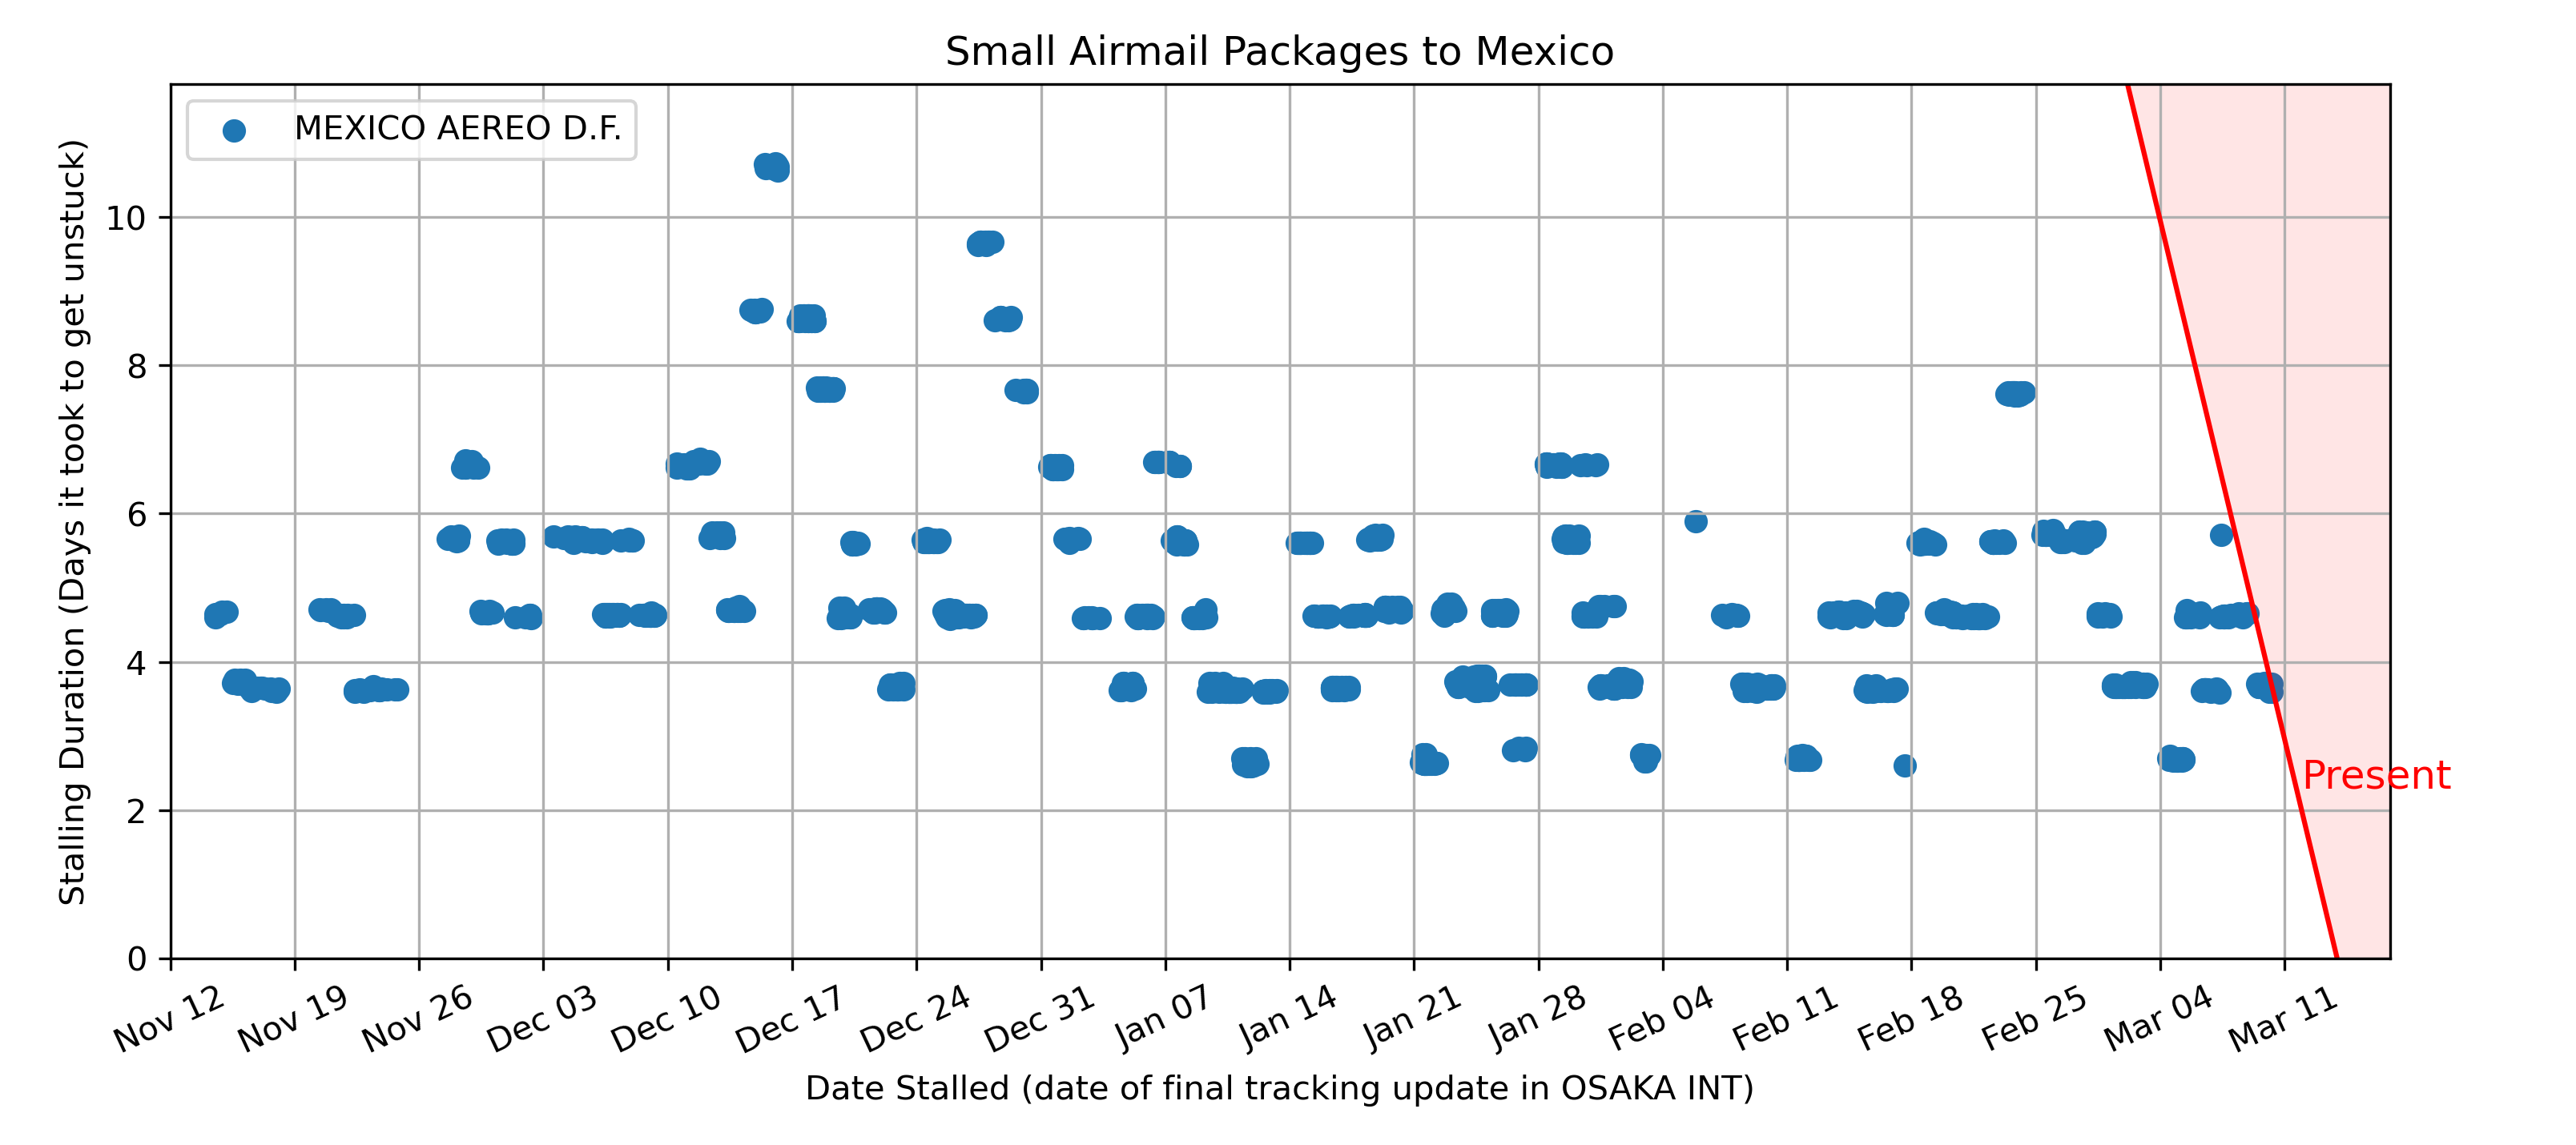 Small Airmail Packages to Mexico
MEXICO AEREO D.F.
Stalling Duration (Days it took to get unstuck)
10
8
6
4
2
0
Present
Nov 12
Nov 19
Nov 26
Dec 03
Dec 10
Dec 17
Dec 24
Dec 31
Jan 07
Jan 14
Jan 21
Jan 28
Feb 04
Feb 11
Feb 18
Feb 25
Mar 04
Mar 11
Date Stalled (date of final tracking update in OSAKA INT)